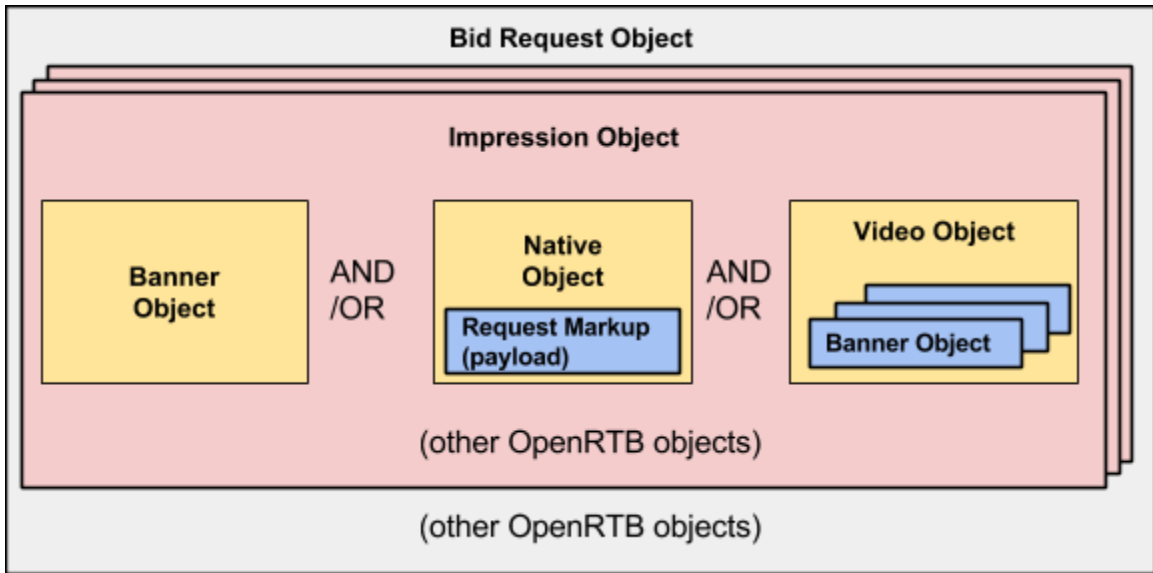 Bid Request Object
Impression Object
Banner
Object
AND
/OR
Native
Object
Request Markup
(payload)
AND
/OR
Video Object
Banner Object
(other OpenRTB objects)
(other OpenRTB objects)